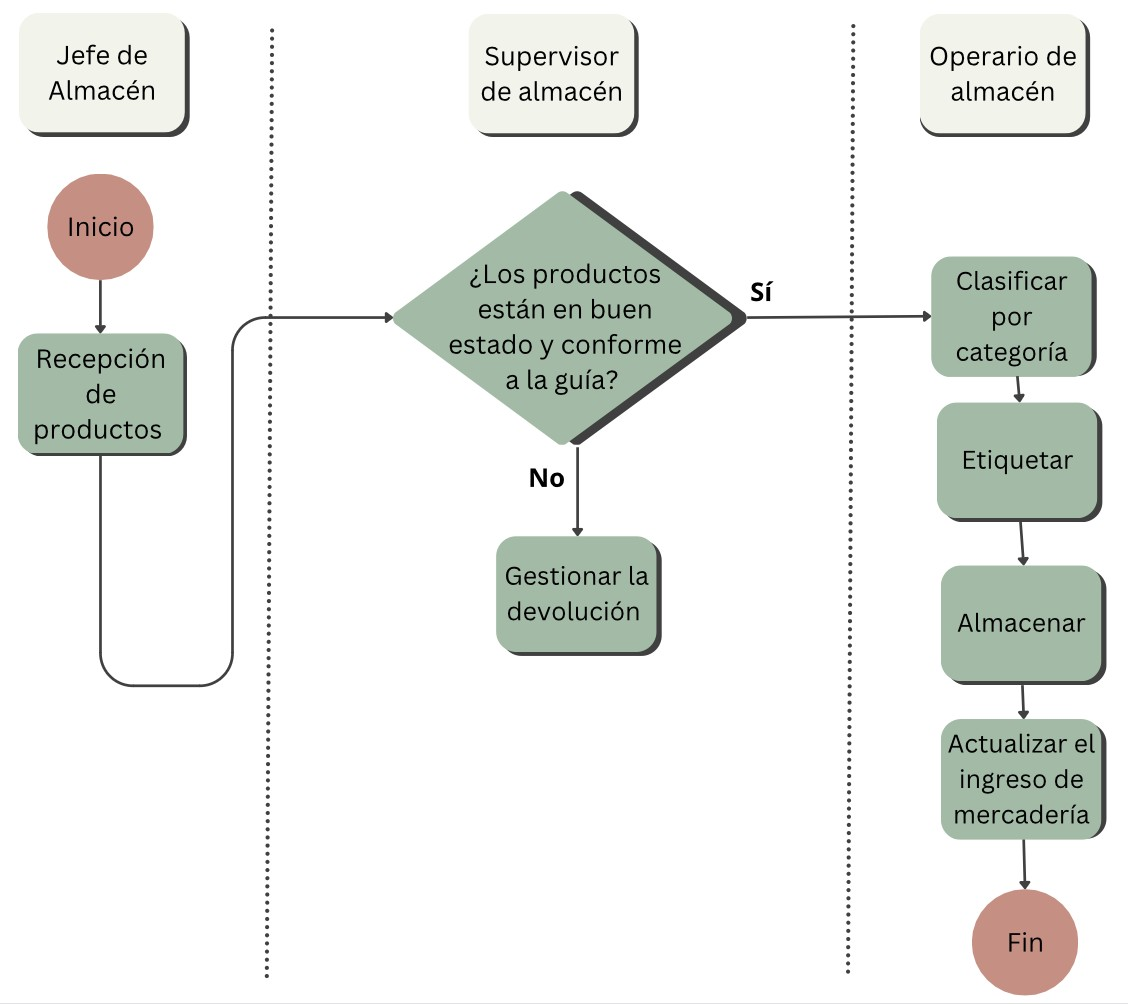 Jefe de
Almacén
Supervisor
de almacén
Operario de
almacén
Inicio
Recepción
de
productos
¿Los productos
están en buen
estado y conforme
a la guía?
Sí
No
Gestionar la
devolución
Clasificar
por
categoría
Etiquetar
Almacenar
Actualizar el
ingreso de
mercadería
Fin